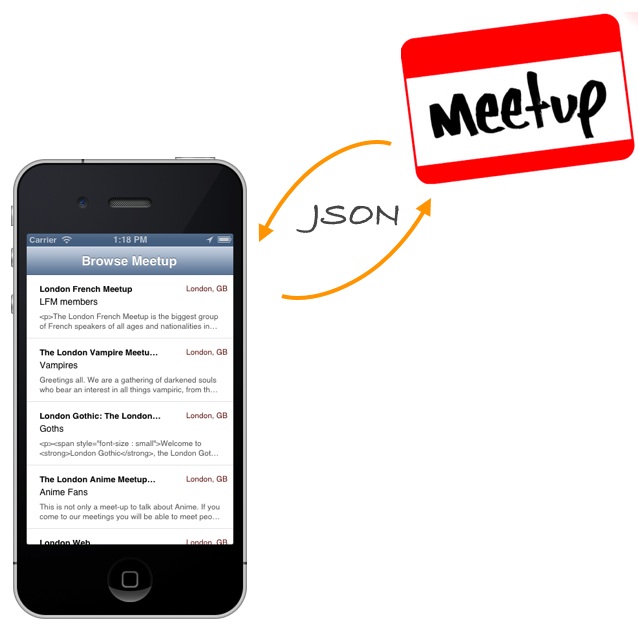 Meetup
JSON
Carrier 1:18 PM
Browse Meetup
London French Meetup London, GB
LFM members
<p>The London French Meetup is the biggest group
of French speakers of all ages and nationalities in…
The London Vampire Meetu… London, GB
Vampires
Greetings all. We are a gathering of darkened souls
who bear an interest in all things vampiric, from th…
London Gothic: The London… London, GB
Goths
<p><span style="font-size : small">Welcome to
<strong>London Gothic</strong>, the London Got…
The London Anime Meetup… London, GB
Anime Fans
This is not only a meet-up to talk about Anime. If you
come to our meetings you will be able to meet peo…
London Web London, GB